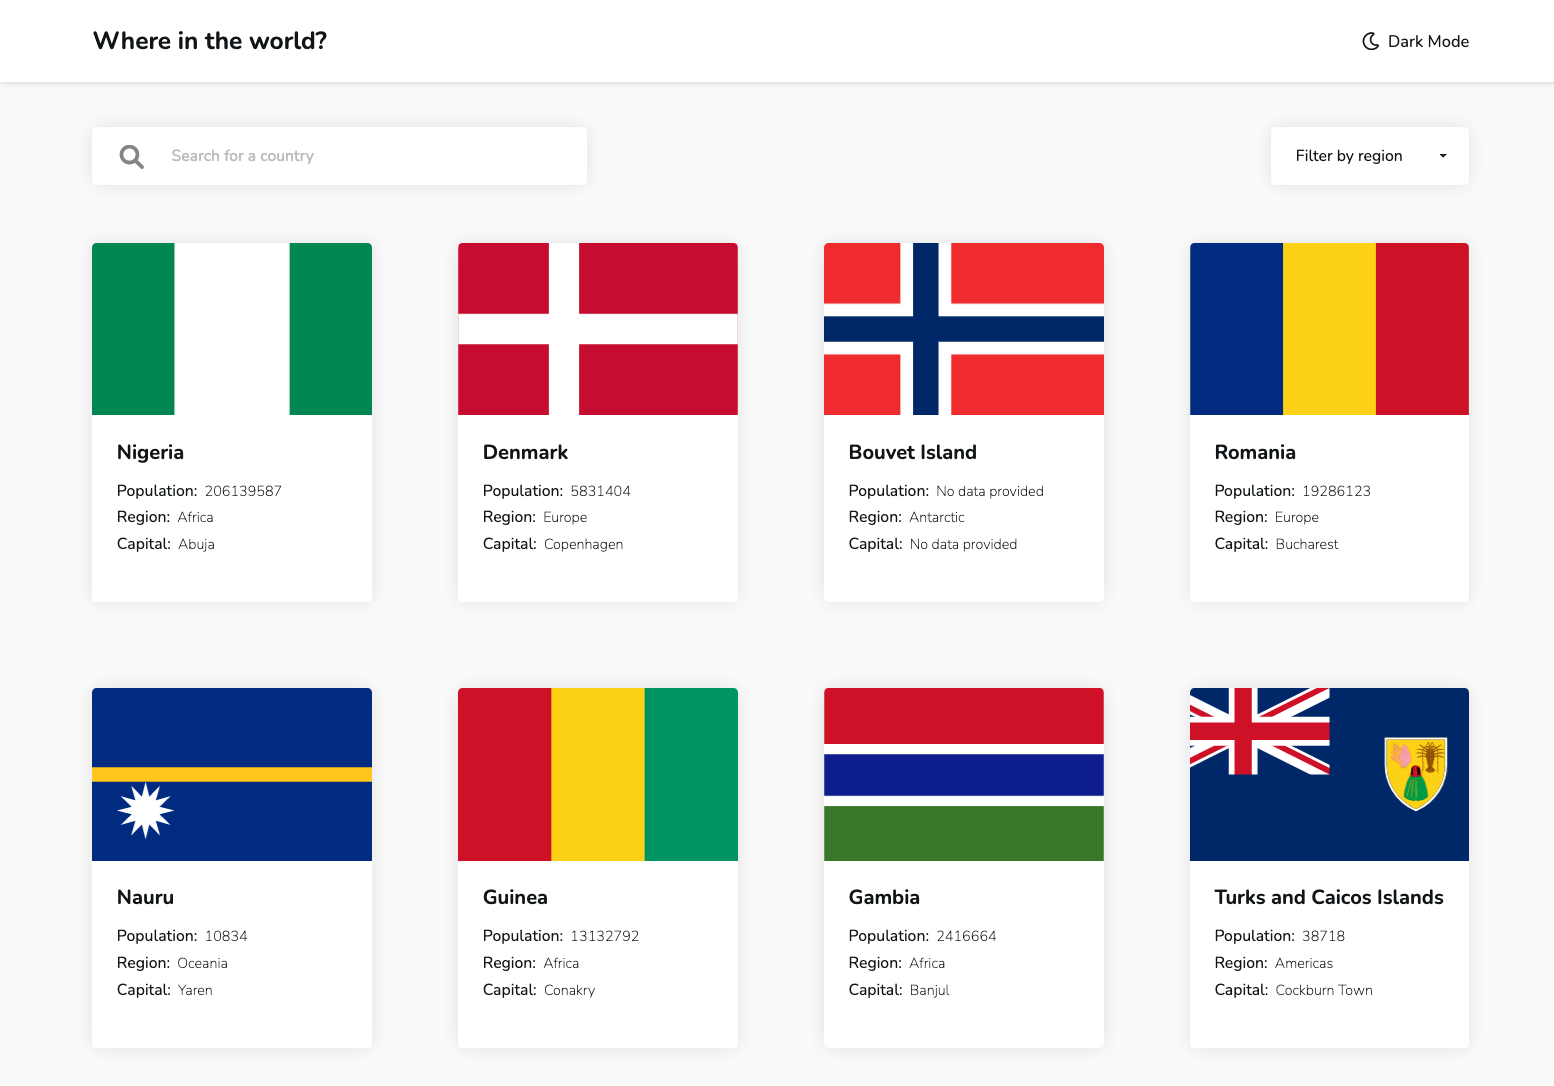 Where in the world?
Dark Mode
Search for a country
Filter by region
Nigeria
Population: 206139587
Region: Africa
Capital: Abuja
Denmark
Population: 5831404
Region: Europe
Capital: Copenhagen
Bouvet Island
Population: No data provided
Region: Antarctic
Capital: No data provided
Romania
Population: 19286123
Region: Europe
Capital: Bucharest
Nauru
Population: 10834
Region: Oceania
Capital: Yaren
Guinea
Population: 13132792
Region: Africa
Capital: Conakry
Gambia
Population: 2416664
Region: Africa
Capital: Banjul
Turks and Caicos Islands
Population: 38718
Region: Americas
Capital: Cockburn Town